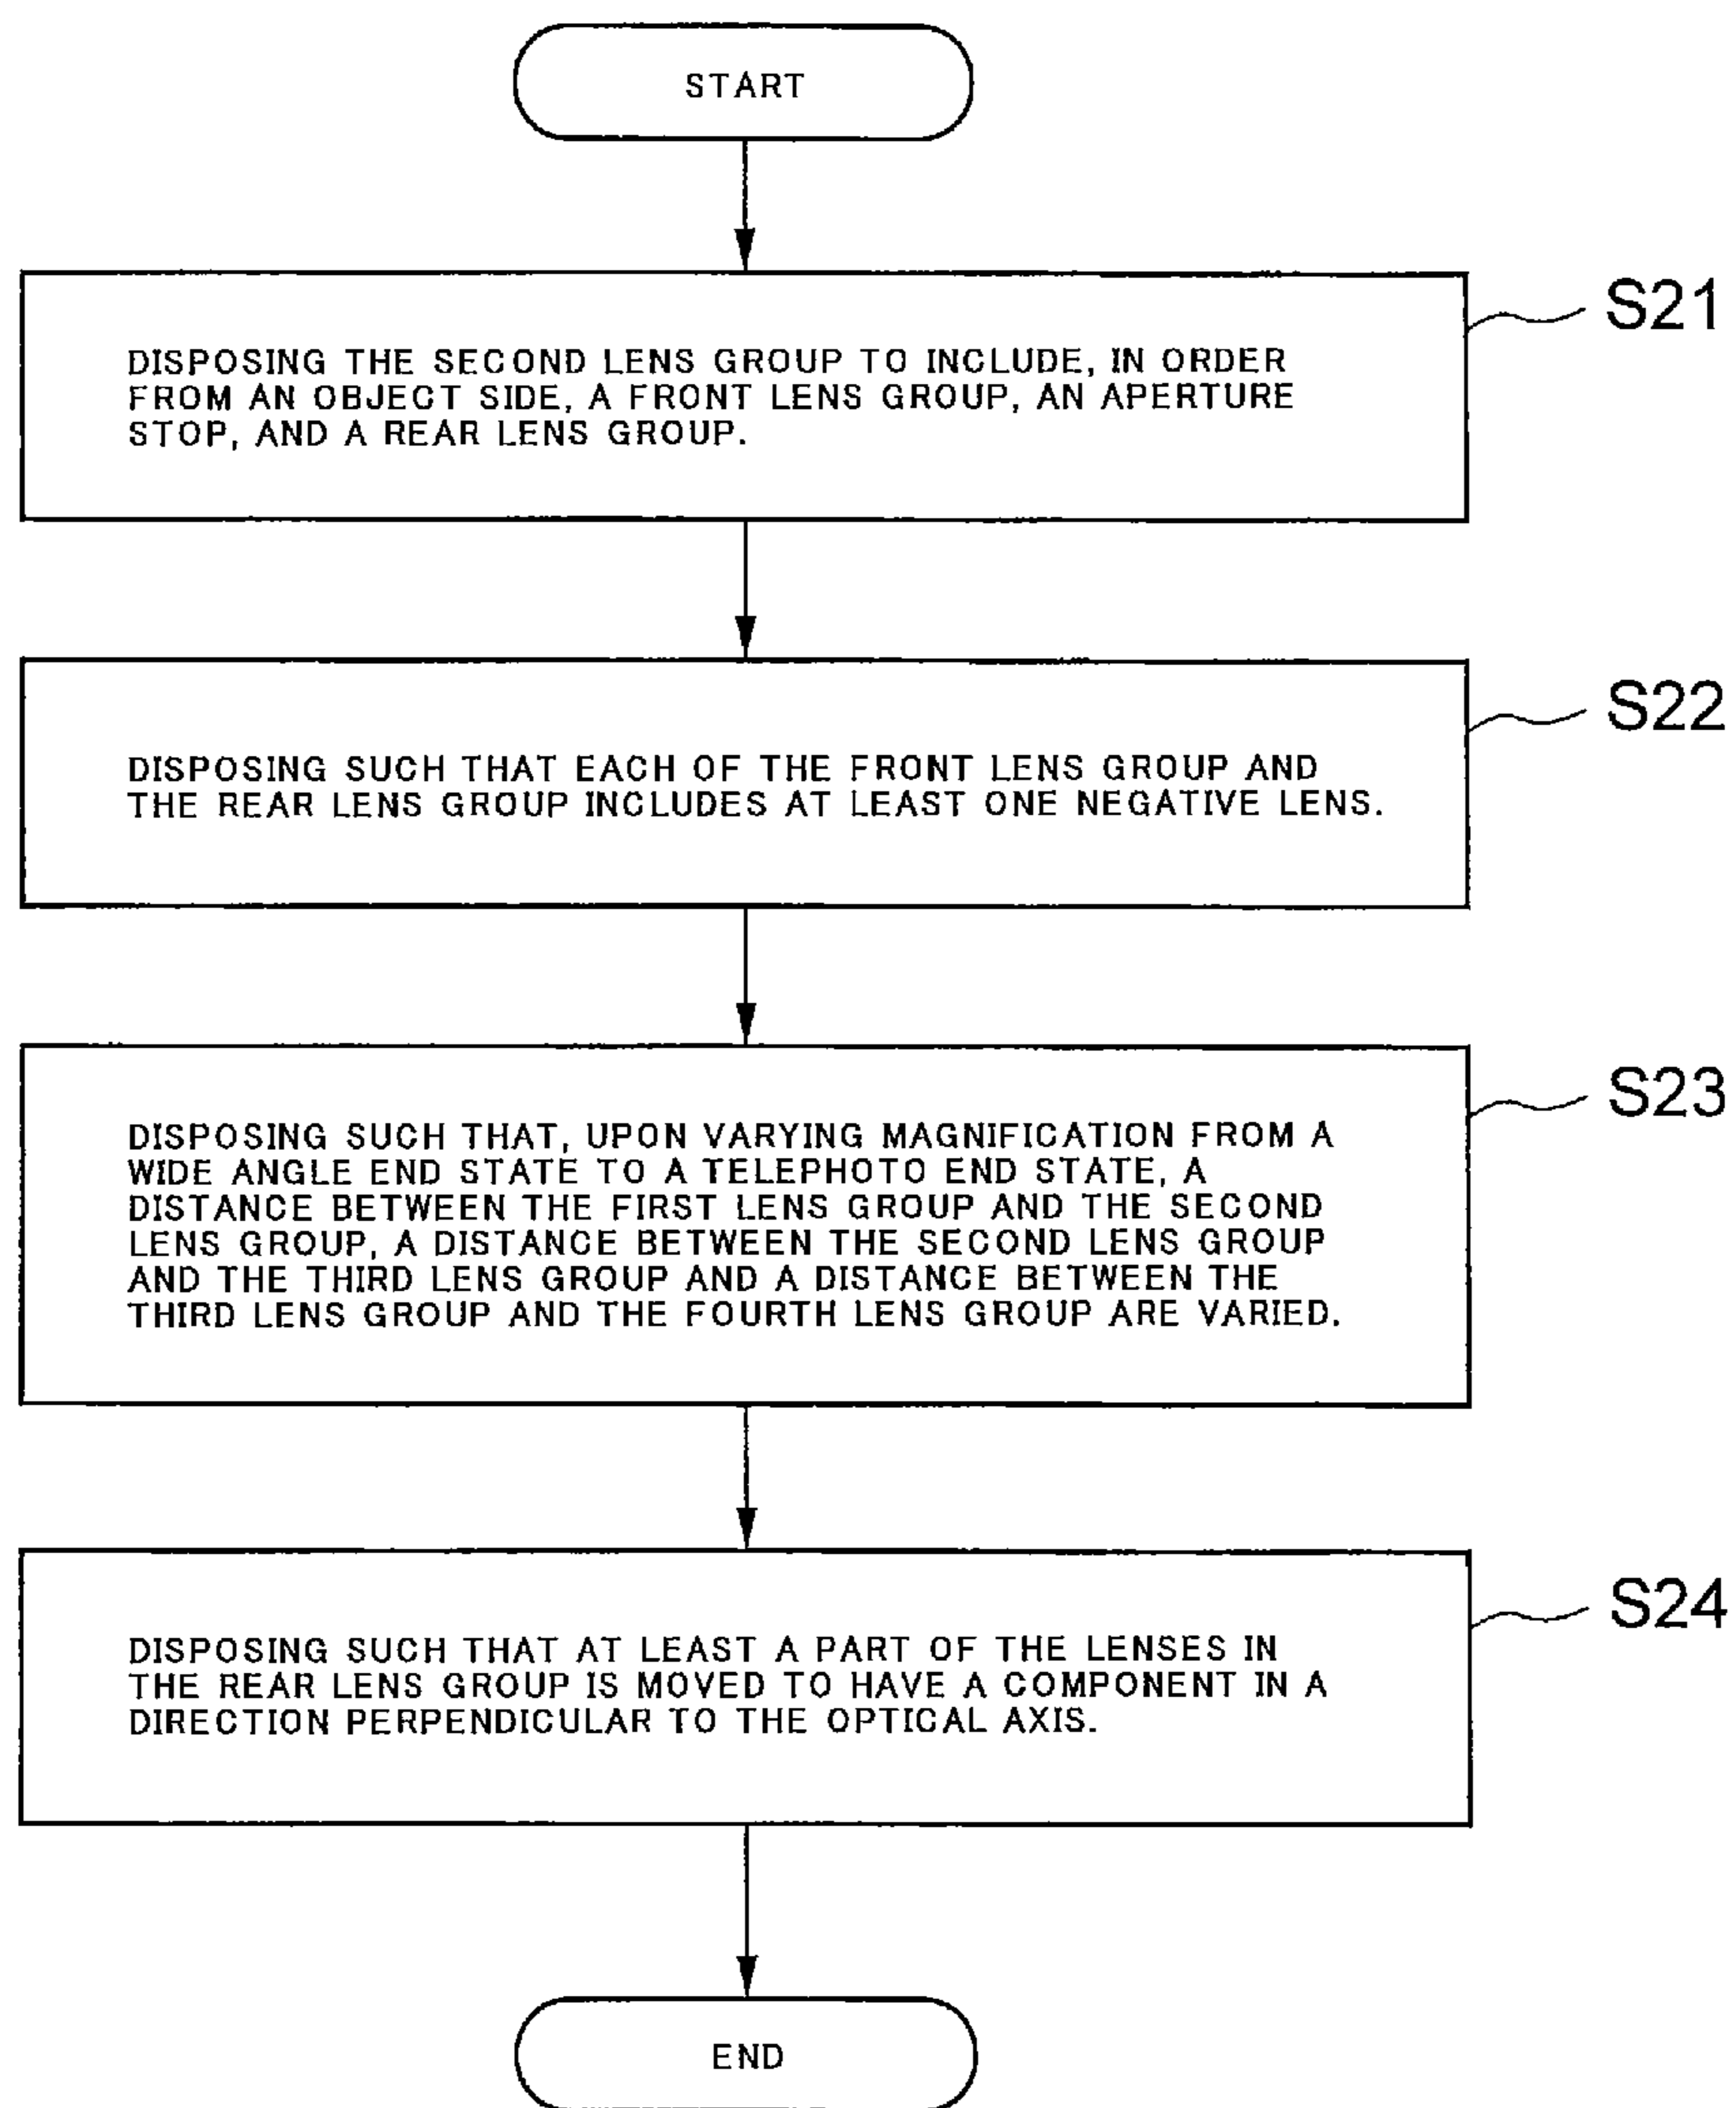 START
S21
DISPOSING THE SECOND LENS GROUP TO INCLUDE, IN ORDER
FROM AN OBJECT SIDE, A FRONT LENS GROUP, AN APERTURE
STOP, AND A REAR LENS GROUP.
S22
DISPOSING SUCH THAT EACH OF THE FRONT LENS GROUP AND
THE REAR LENS GROUP INCLUDES AT LEAST ONE NEGATIVE LENS.
S23
DISPOSING SUCH THAT, UPON VARYING MAGNIFICATION FROM A
WIDE ANGLE END STATE TO A TELEPHOTO END STATE, A
DISTANCE BETWEEN THE FIRST LENS GROUP AND THE SECOND
LENS GROUP, A DISTANCE BETWEEN THE SECOND LENS GROUP
AND THE THIRD LENS GROUP AND A DISTANCE BETWEEN THE
THIRD LENS GROUP AND THE FOURTH LENS GROUP ARE VARIED.
S24
DISPOSING SUCH THAT AT LEAST A PART OF THE LENSES IN
THE REAR LENS GROUP IS MOVED TO HAVE A COMPONENT IN A
DIRECTION PERPENDICULAR TO THE OPTICAL AXIS.
END